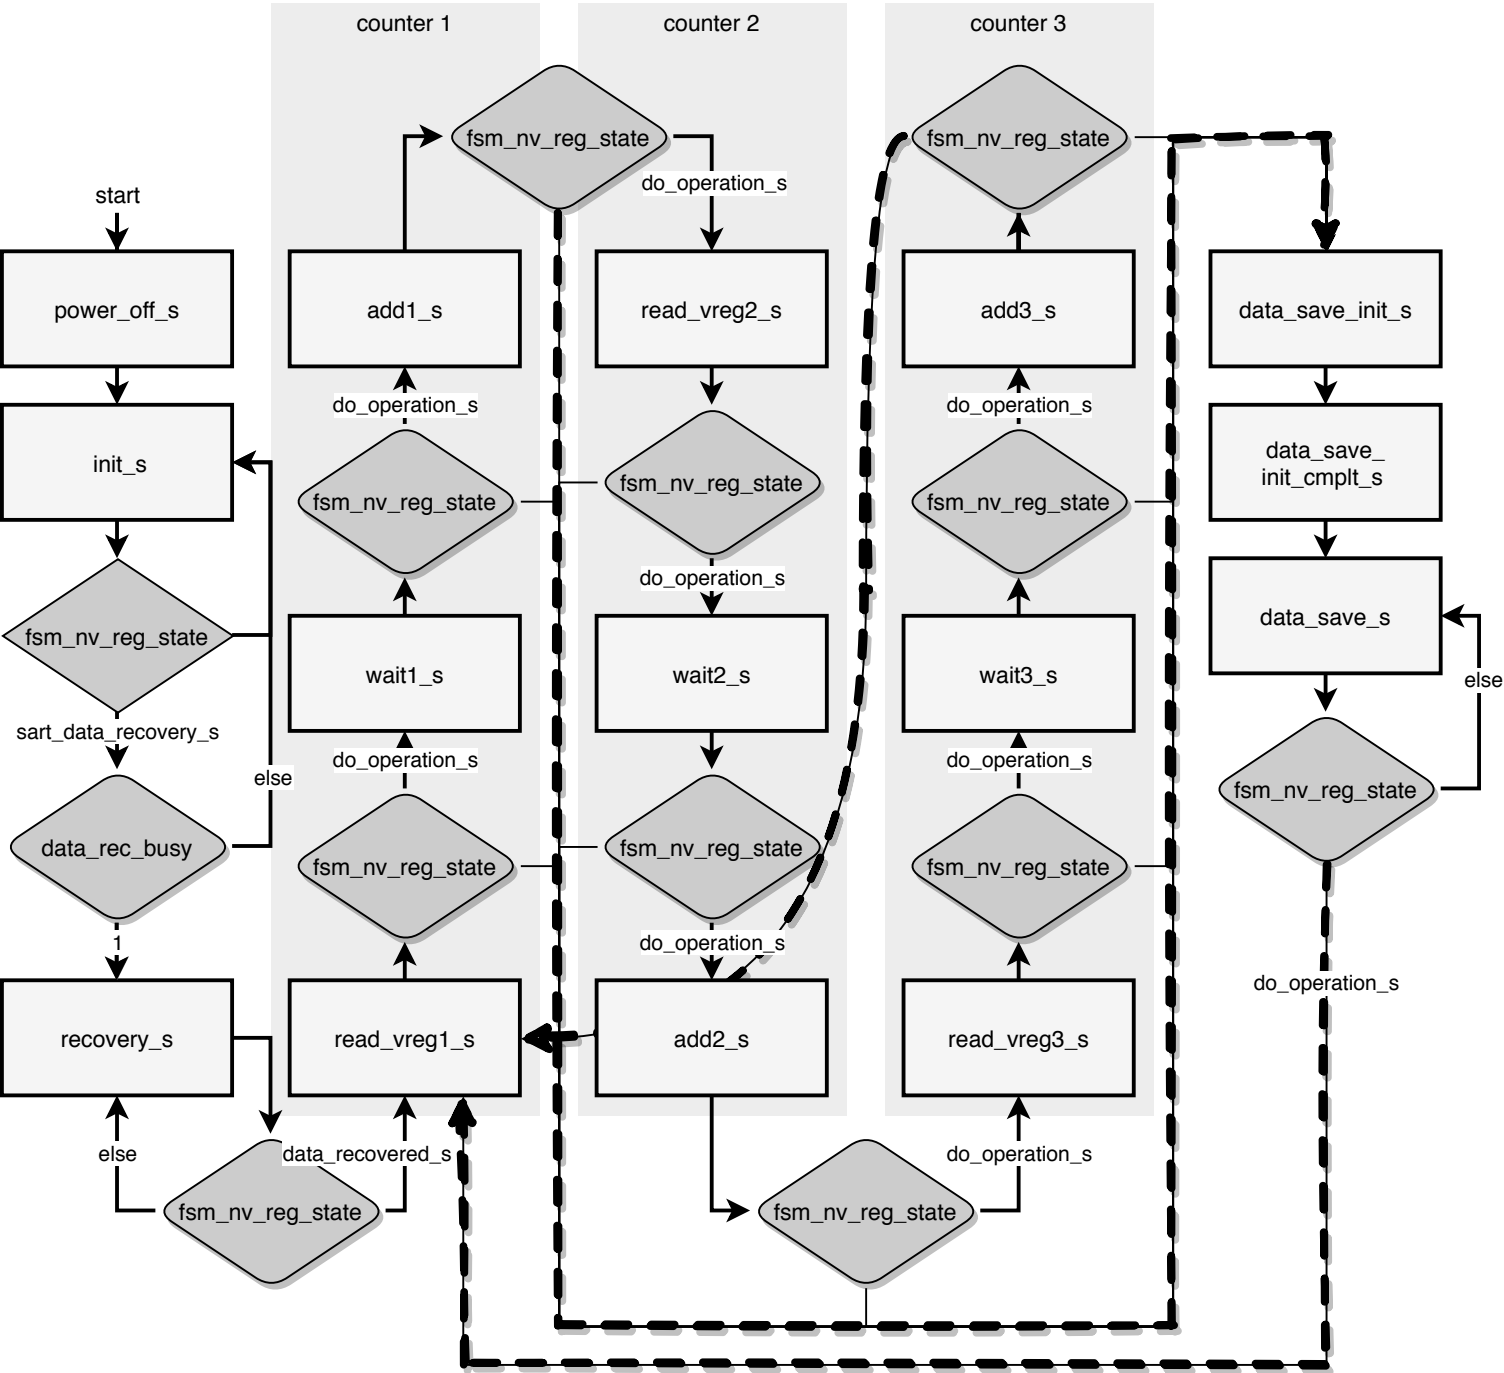 counter 1
counter 2
counter 3
start
power_off_s
init_s
fsm_nv_reg_state
sart_data_recovery_s
data_rec_busy
else
1
recovery_s
else
fsm_nv_reg_state
data_recovered_s
read_vreg1_s
fsm_nv_reg_state
do_operation_s
wait1_s
fsm_nv_reg_state
do_operation_s
add1_s
fsm_nv_reg_state
do_operation_s
read_vreg2_s
fsm_nv_reg_state
do_operation_s
wait2_s
fsm_nv_reg_state
do_operation_s
add2_s
fsm_nv_reg_state
do_operation_s
read_vreg3_s
fsm_nv_reg_state
do_operation_s
wait3_s
fsm_nv_reg_state
do_operation_s
add3_s
fsm_nv_reg_state
data_save_init_s
data_save_
init_cmplt_s
data_save_s
else
fsm_nv_reg_state
do_operation_s